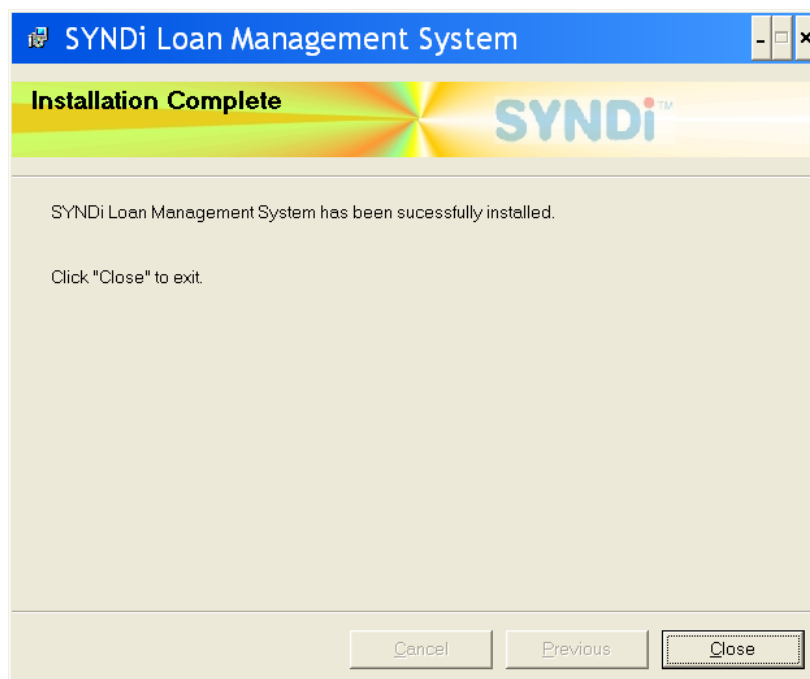 SYNDi Loan Management System
Installation Complete
SYNDi™
SYNDi Loan Management System has been sucessfully installed.
Click "Close" to exit.
Cancel Previous Close